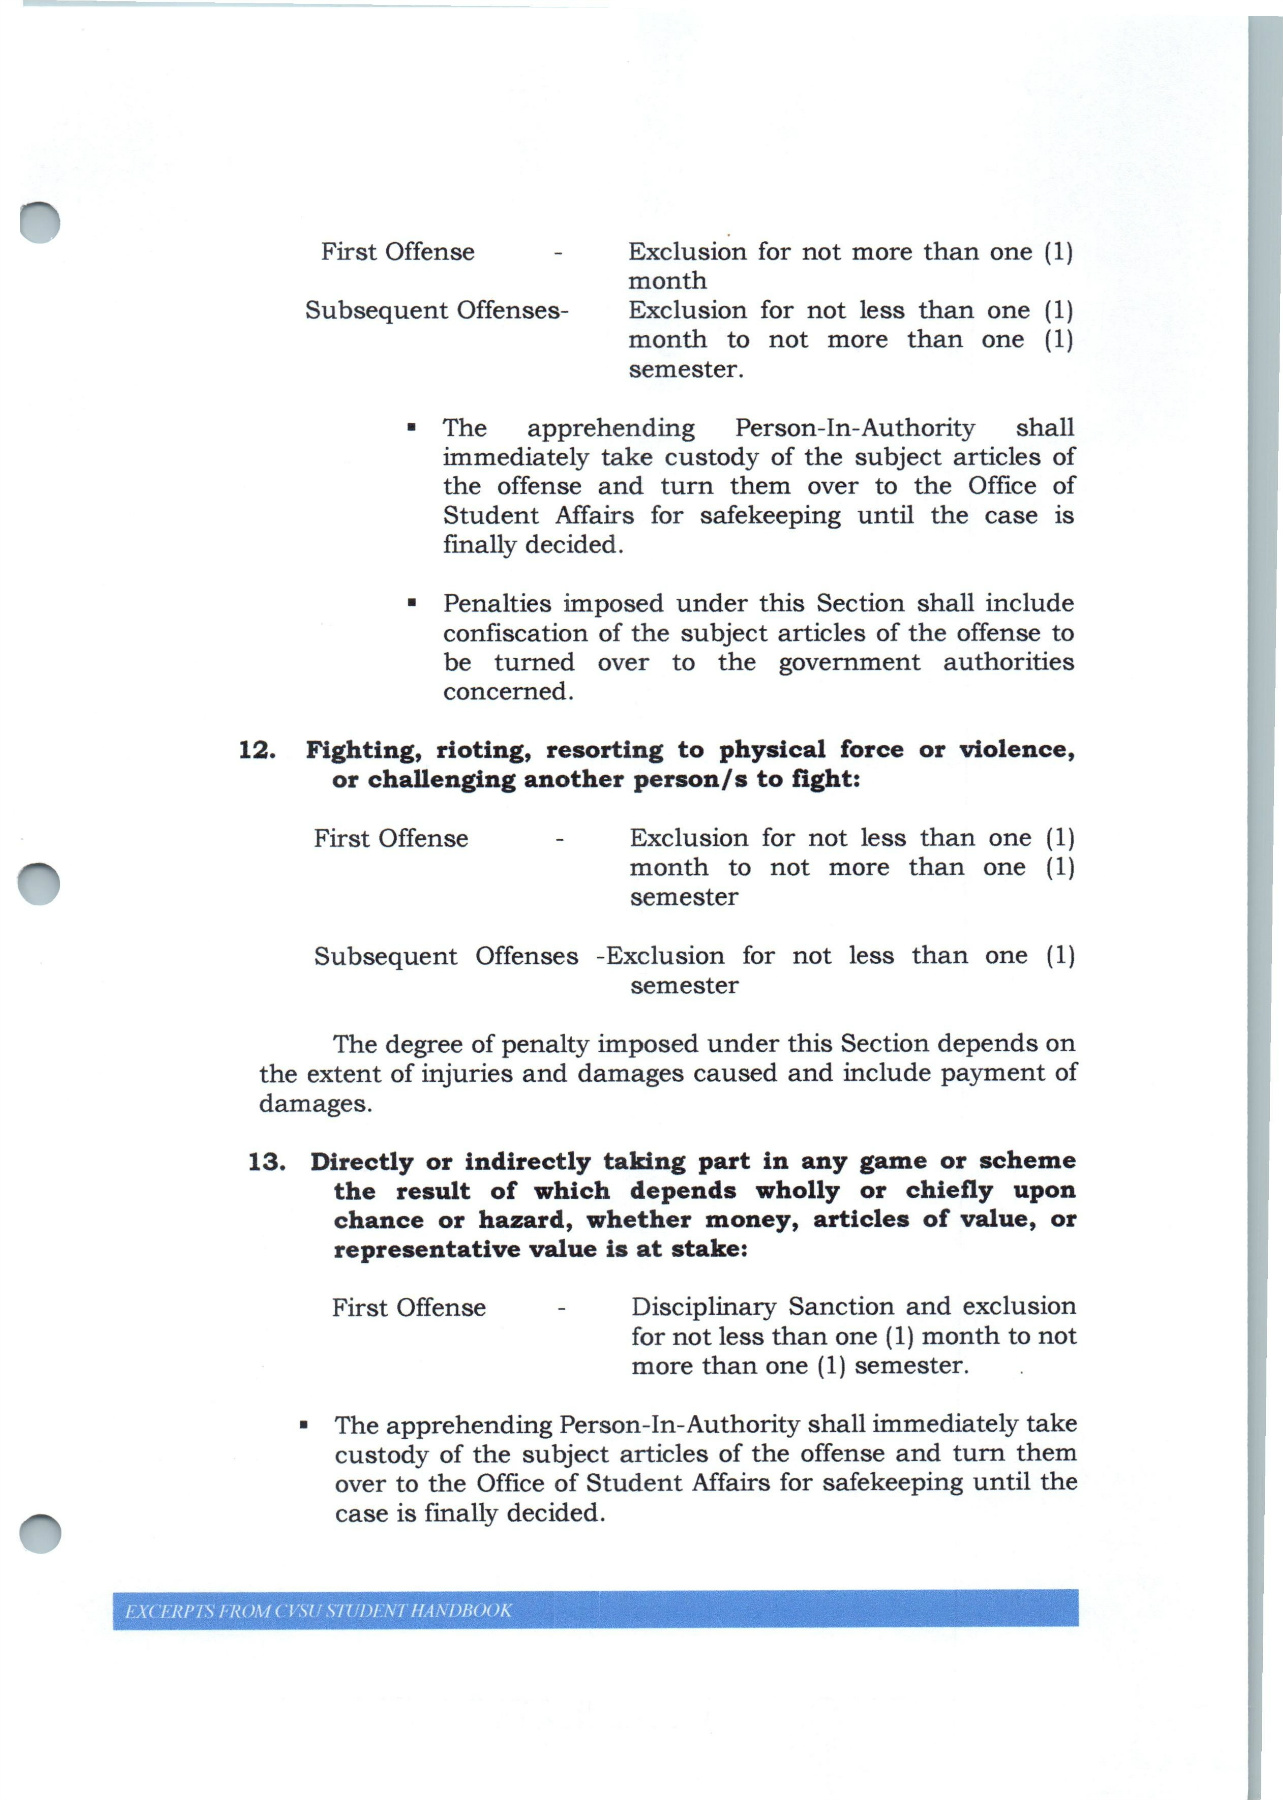 First Offense - Exclusion for not more than one (1)
month
Subsequent Offenses- Exclusion for not less than one (1)
month to not more than one (1)
semester.
▪ The apprehending Person-In-Authority shall
immediately take custody of the subject articles of
the offense and turn them over to the Office of
Student Affairs for safekeeping until the case is
finally decided.
▪ Penalties imposed under this Section shall include
confiscation of the subject articles of the offense to
be turned over to the government authorities
concerned.
12. Fighting, rioting, resorting to physical force or violence,
or challenging another person/s to fight:
First Offense - Exclusion for not less than one (1)
month to not more than one (1)
semester
Subsequent Offenses -Exclusion for not less than one (1)
semester
The degree of penalty imposed under this Section depends on
the extent of injuries and damages caused and include payment of
damages.
13. Directly or indirectly taking part in any game or scheme
the result of which depends wholly or chiefly upon
chance or hazard, whether money, articles of value, or
representative value is at stake:
First Offense - Disciplinary Sanction and exclusion
for not less than one (1) month to not
more than one (1) semester.
▪ The apprehending Person-In-Authority shall immediately take
custody of the subject articles of the offense and turn them
over to the Office of Student Affairs for safekeeping until the
case is finally decided.
EXCERPTS FROM CVSU STUDENT HANDBOOK